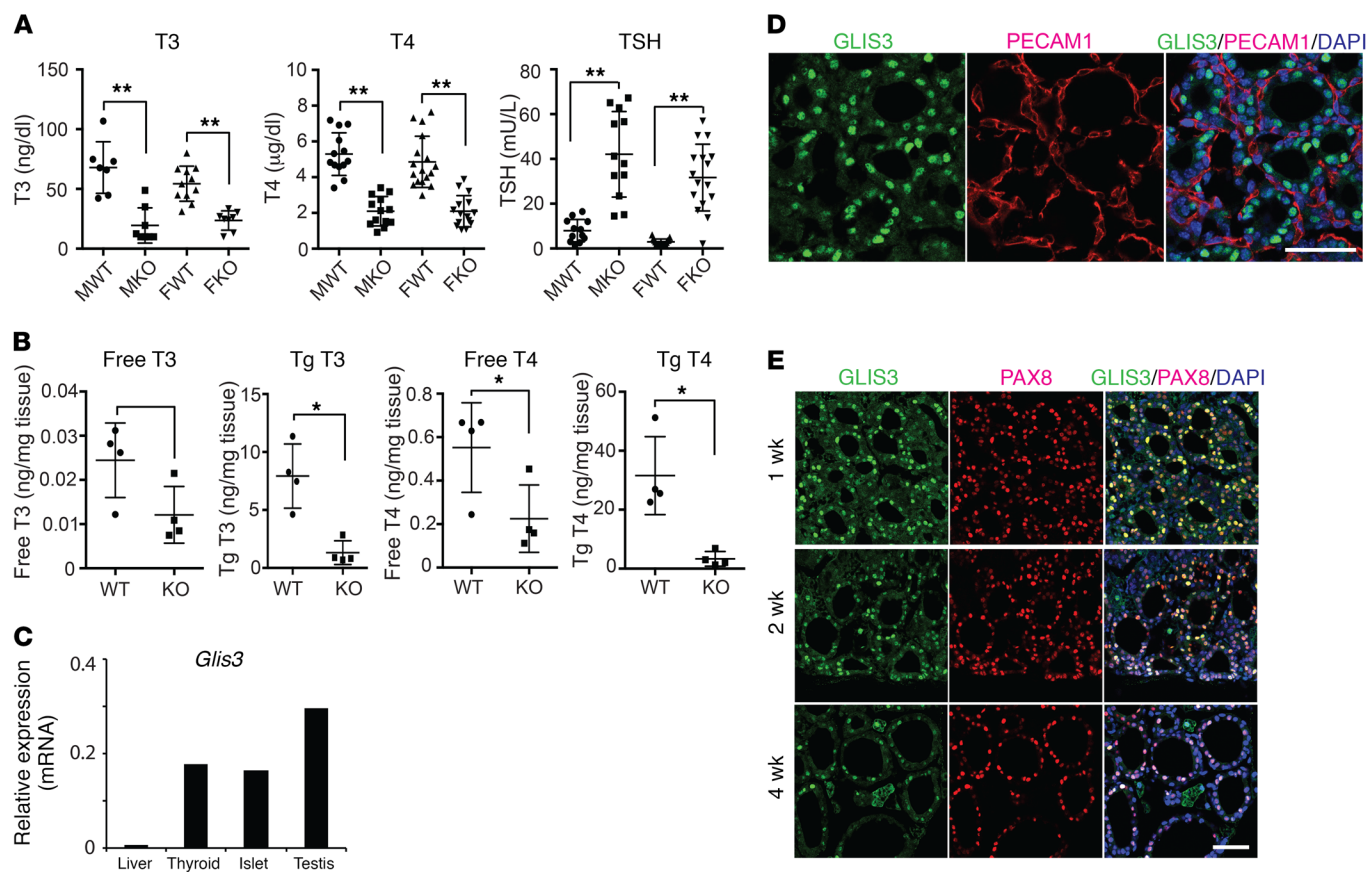 A
T3
T3 (ng/dl)
150
100
50
0
**
**
MWT
MKO
FWT
FKO
T4
T4 (μg/dl)
10
8
6
4
2
0
**
**
MWT
MKO
FWT
FKO
TSH
TSH (mU/L)
80
60
40
20
0
**
**
MWT
MKO
FWT
FKO
B
Free T3
Free T3 (ng/mg tissue)
0.04
0.03
0.02
0.01
0
WT
KO
Tg T3
Tg T3 (ng/mg tissue)
15
10
5
0
*
WT
KO
Free T4
Free T4 (ng/mg tissue)
0.8
0.6
0.4
0.2
0
*
WT
KO
Tg T4
Tg T4 (ng/mg tissue)
60
40
20
0
*
WT
KO
C
Glis3
Relative expression
(mRNA)
0.4
0.2
0
Liver
Thyroid
Islet
Testis
D
GLIS3
PECAM1
GLIS3/PECAM1/DAPI
E
GLIS3
PAX8
GLIS3/PAX8/DAPI
1 wk
2 wk
4 wk